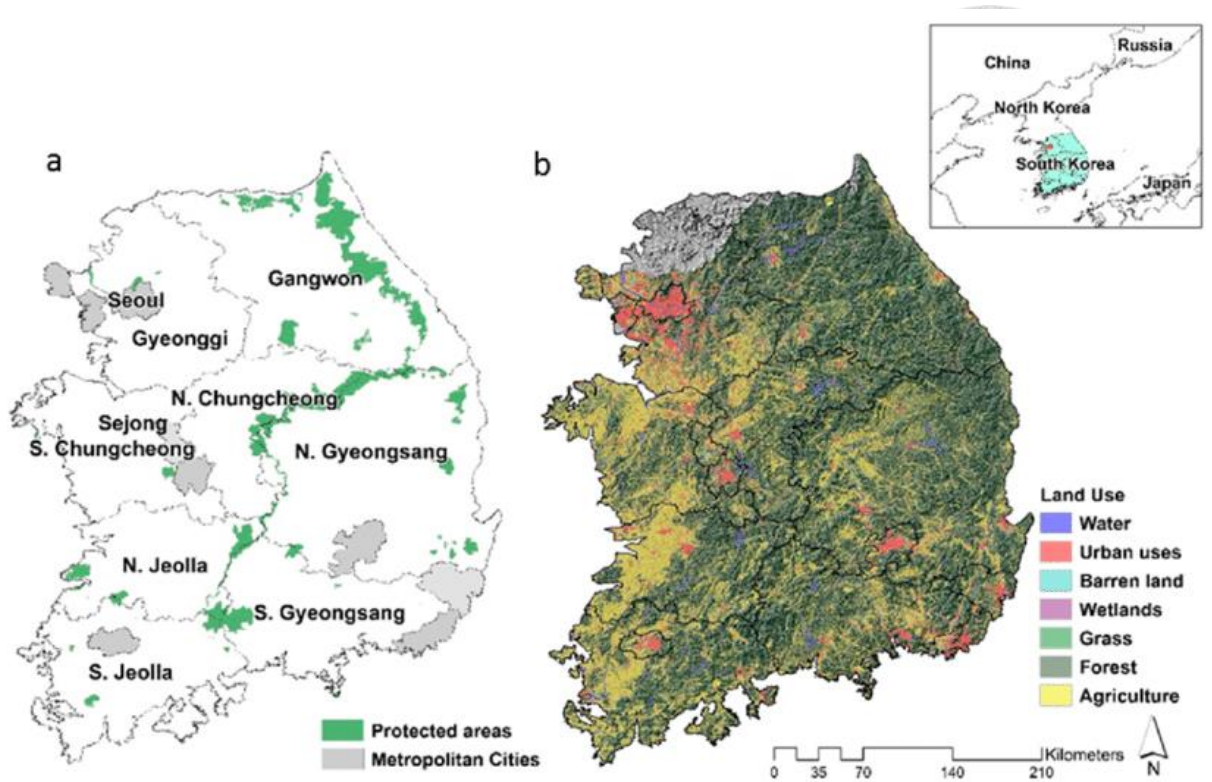 China
Russia
North Korea
South Korea
Japan
a
b
Gangwon
Seoul
Gyeonggi
N. Chungcheong
Sejong
S. Chungcheong
N. Gyeongsang
N. Jeolla
S. Gyeongsang
S. Jeolla
Protected areas
Metropolitan Cities
Land Use
Water
Urban uses
Barren land
Wetlands
Grass
Forest
Agriculture
Kilometers
0 35 70 140 210
N